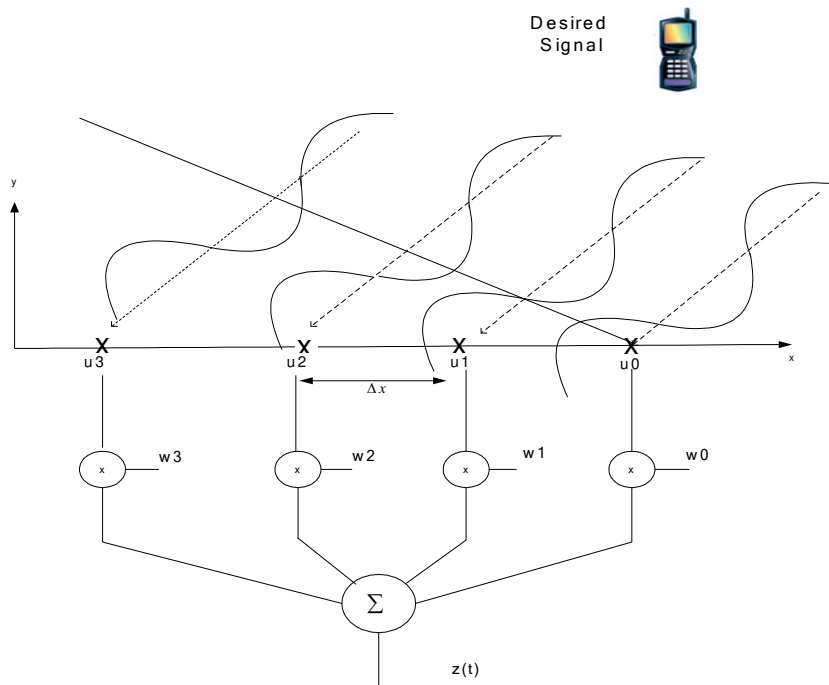 Desired
Signal
y
x
u3
u2
u1
u0
Δx
x
w3
x
w2
x
w1
x
w0
Σ
z(t)